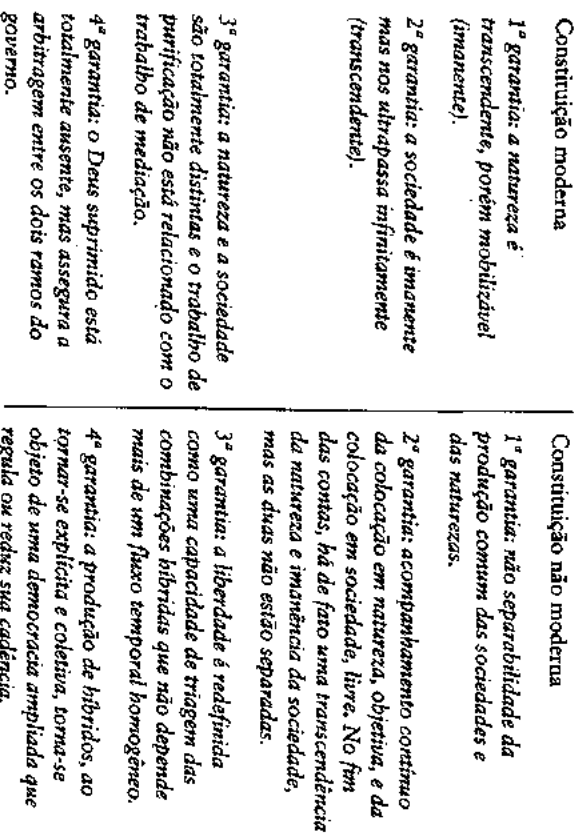 Constituição moderna
1ª garantia: a natureza é
transcendente, porém mobilizável
(imanente).
2ª garantia: a sociedade é imanente
mas nos ultrapassa infinitamente
(transcendente).
3ª garantia: a natureza e a sociedade
são totalmente distintas e o trabalho de
purificação não está relacionado com o
trabalho de mediação.
4ª garantia: o Deus suprimido está
totalmente ausente, mas assegura a
arbitragem entre os dois ramos do
governo.
Constituição não moderna
1ª garantia: não separabilidade da
produção comum das sociedades e
das naturezas.
2ª garantia: acompanhamento contínuo
da colocação em natureza, objetiva, e da
colocação em sociedade, livre. No fim
das contas, há de fato uma transcendência
da natureza e imanência da sociedade,
mas as duas não estão separadas.
3ª garantia: a liberdade é redefinida
como uma capacidade de triagem das
combinações híbridas que não depende
mais de um fluxo temporal homogêneo.
4ª garantia: a produção de híbridos, ao
tornar-se explícita e coletiva, torna-se
objeto de uma democracia ampliada que
regula ou reduz sua cadência.